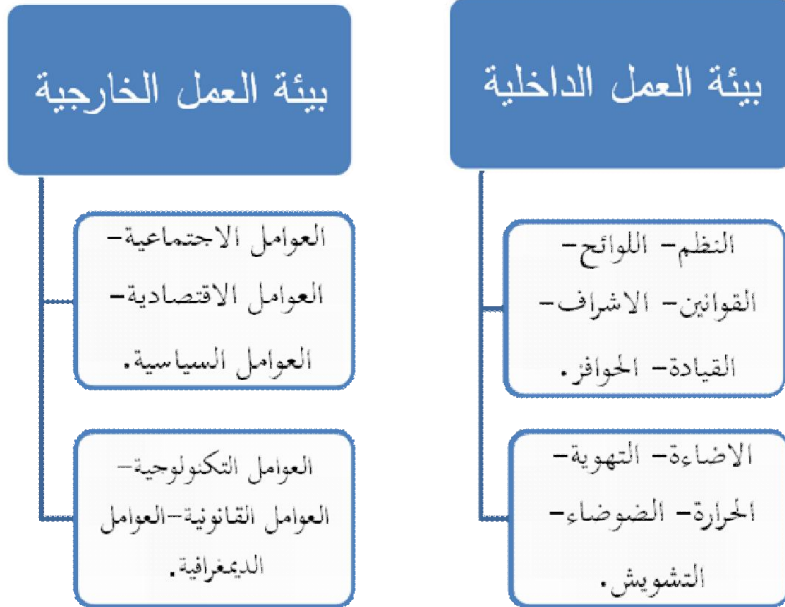 بيئة العمل الداخلية
النظم- اللوائح-
القوانين- الاشراف-
القيادة- الحوافز.
الاضاءة- التهوية-
الحرارة- الضوضاء-
التشويش.
بيئة العمل الخارجية
العوامل الاجتماعية-
العوامل الاقتصادية-
العوامل السياسية.
العوامل التكنولوجية-
العوامل القانونية-العوامل
الديمغرافية.